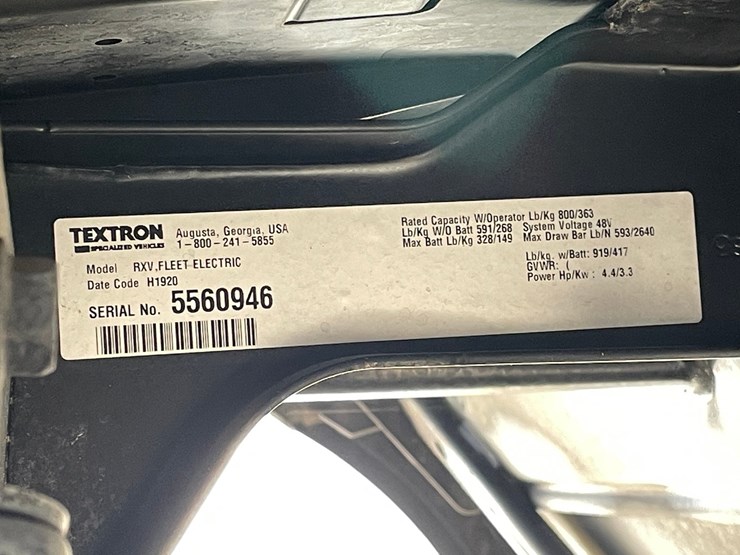 TEXTRON
SPECIALIZED VEHICLES
Augusta, Georgia, USA
1-800-241-5855
Model RXV,FLEET ELECTRIC
Date Code H1920
SERIAL No. 5560946
Rated Capacity W/Operator Lb/Kg 800/363
Lb/Kg W/O Batt 591/268 System Voltage 48V
Max Batt Lb/Kg 328/149 Max Draw Bar Lb/N 593/2640
Lb/kg. w/Batt: 919/417
GVWR: (
Power Hp/Kw : 4.4/3.3